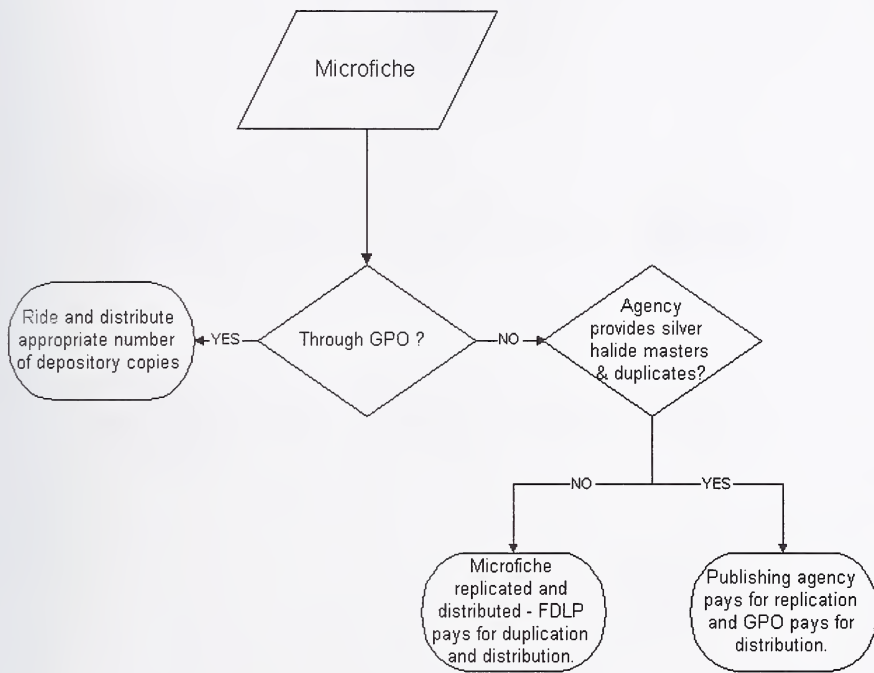 Microfiche
Through GPO ?
YES
Ride and distribute
appropriate number
of depository copies
NO
Agency
provides silver
halide masters
& duplicates?
NO
YES
Microfiche
replicated and
distributed - FDLP
pays for duplication
and distribution.
Publishing agency
pays for replication
and GPO pays for
distribution.